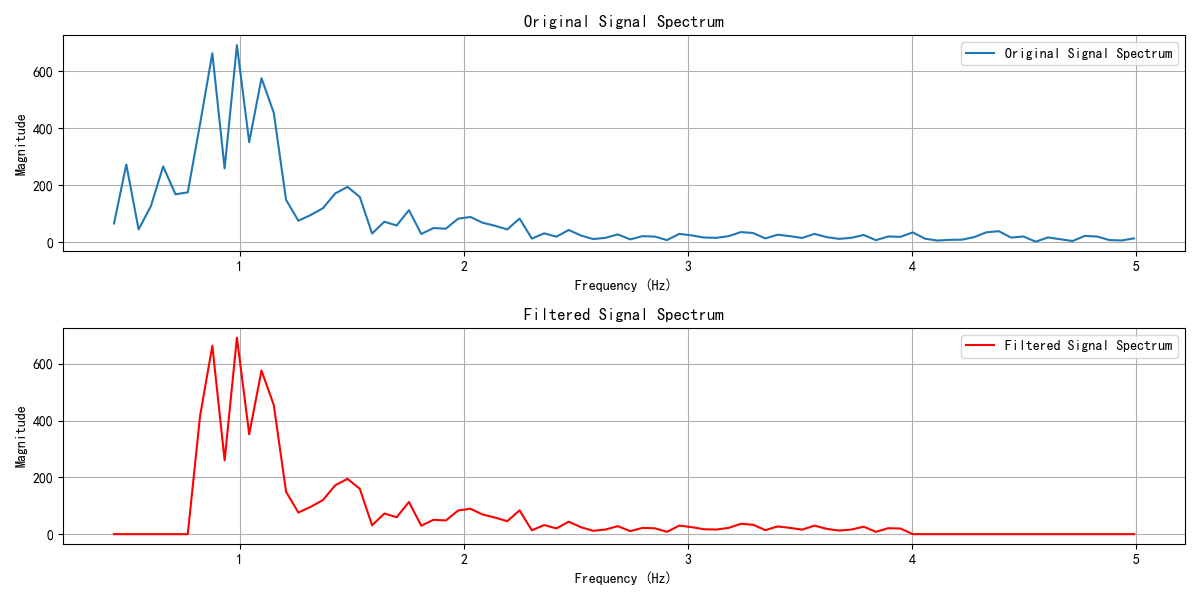 Original Signal Spectrum
Original Signal Spectrum
Magnitude
600
400
200
0
1 2 3 4 5
Frequency (Hz)
Filtered Signal Spectrum
Filtered Signal Spectrum
Magnitude
600
400
200
0
1 2 3 4 5
Frequency (Hz)